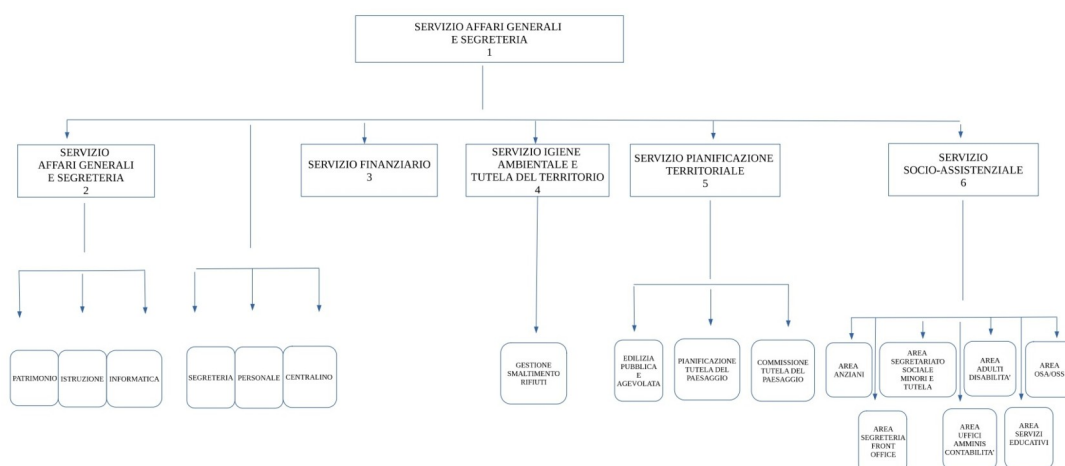 SERVIZIO AFFARI GENERALI
E SEGRETERIA
1
SERVIZIO
AFFARI GENERALI
E SEGRETERIA
2
SERVIZIO FINANZIARIO
3
SERVIZIO IGIENE
AMBIENTALE E
TUTELA DEL TERRITORIO
4
SERVIZIO PIANIFICAZIONE
TERRITORIALE
5
SERVIZIO
SOCIO-ASSISTENZIALE
6
PATRIMONIO
ISTRUZIONE
INFORMATICA
SEGRETERIA
PERSONALE
CENTRALINO
GESTIONE
SMALTIMENTO
RIFIUTI
EDILIZIA
PUBBLICA
E
AGEVOLATA
PIANIFICAZIONE
TUTELA DEL
PAESAGGIO
COMMISSIONE
TUTELA DEL
PAESAGGIO
AREA
ANZIANI
AREA
SEGRETARIATO
SOCIALE
MINORI E
TUTELA
AREA
ADULTI
DISABILITA'
AREA
OSA/OSS
AREA
SEGRETERIA
FRONT
OFFICE
AREA
UFFICI
AMMINIS
CONTABILITA'
AREA
SERVIZI
EDUCATIVI